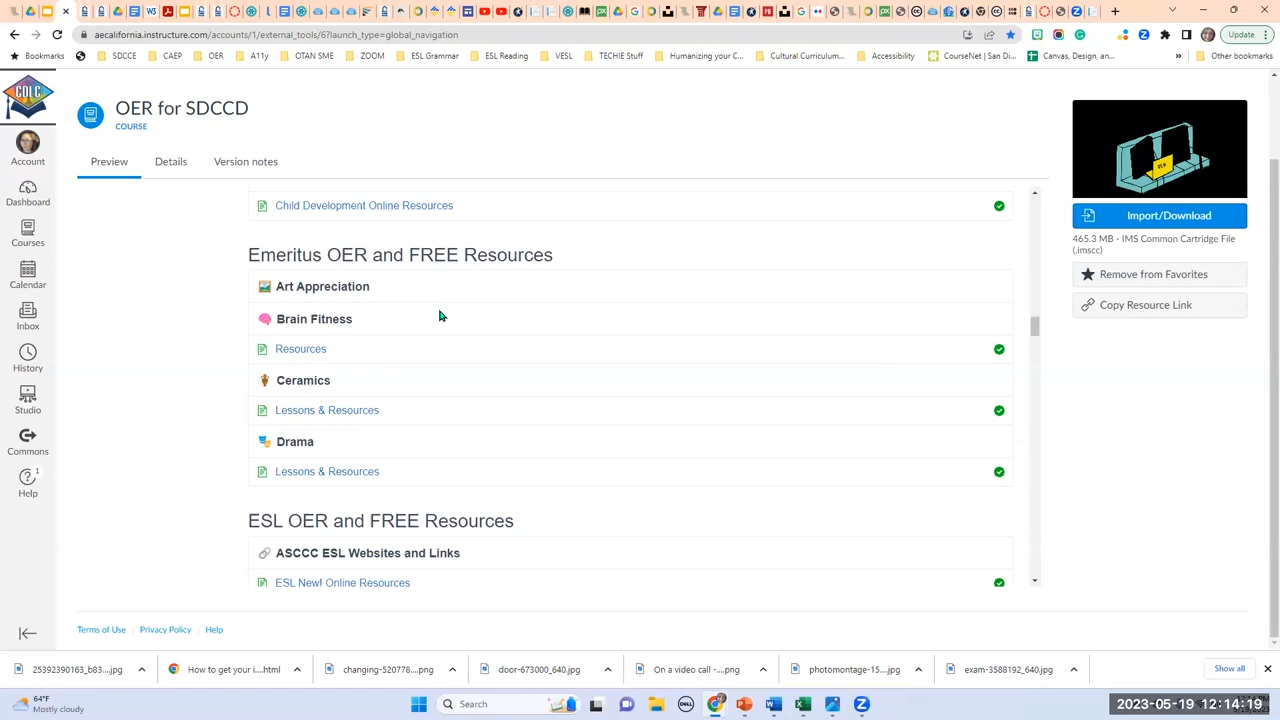 aecalifornia.instructure.com/accounts/1/external_tools/6?launch_type=global_navigation
Update
Bookmarks
SDCCE
CAEP
OER
A11y
OTAN SME
ZOOM
ESL Grammar
ESL Reading
VESL
TECHIE Stuff
Humanizing your C...
Cultural Curriculum...
Accessibility
CourseNet | San Di...
Canvas, Design, an...
»
Other bookmarks
CDLC
Account
Dashboard
Courses
Calendar
Inbox
History
Studio
Commons
1
Help
OER for SDCCD
COURSE
Preview
Details
Version notes
Child Development Online Resources
Emeritus OER and FREE Resources
Art Appreciation
Brain Fitness
Resources
Ceramics
Lessons & Resources
Drama
Lessons & Resources
ESL OER and FREE Resources
ASCCC ESL Websites and Links
ESL New! Online Resources
OER
Import/Download
465.3 MB - IMS Common Cartridge File
(.imscc)
Remove from Favorites
Copy Resource Link
Terms of Use
Privacy Policy
Help
25392390163_b83....jpg
How to get your i....html
changing-520778....png
door-673000_640.jpg
On a video call -....png
photomontage-15....jpg
exam-3588192_640.jpg
Show all
64°F
Mostly cloudy
Search
DELL
2023-05-19 12:14:19